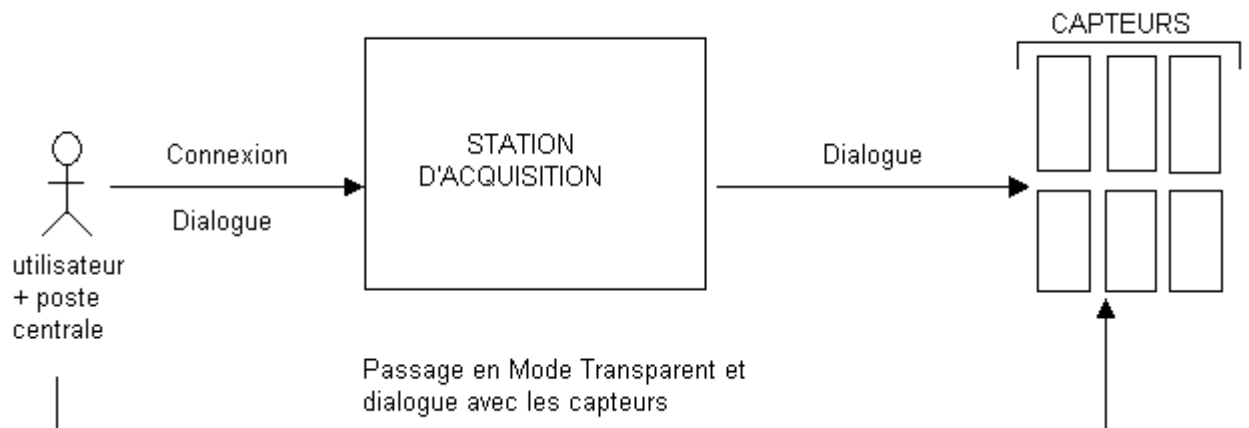 CAPTEURS
STATION
D'ACQUISITION
Connexion
Dialogue
Dialogue
utilisateur
+ poste
centrale
Passage en Mode Transparent et
dialogue avec les capteurs